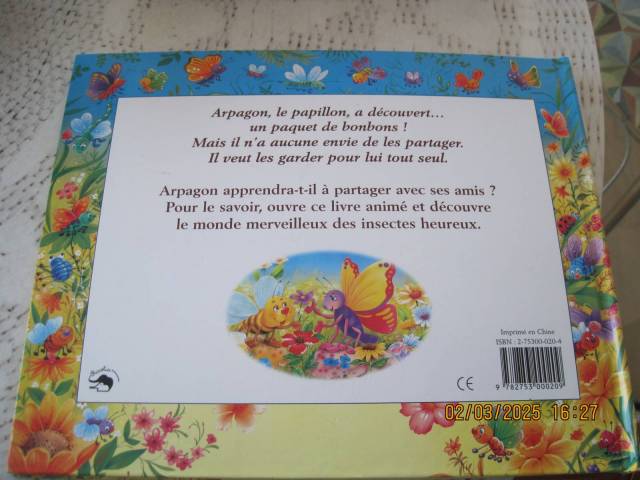 Arpagon, le papillon, a découvert...
un paquet de bonbons !
Mais il n'a aucune envie de les partager.
Il veut les garder pour lui tout seul.
Arpagon apprendra-t-il à partager avec ses amis ?
Pour le savoir, ouvre ce livre animé et découvre
le monde merveilleux des insectes heureux.
Imprimé en Chine
ISBN : 2-75300-020-4
CE
9 782753 000209
02/03/2025 16:27